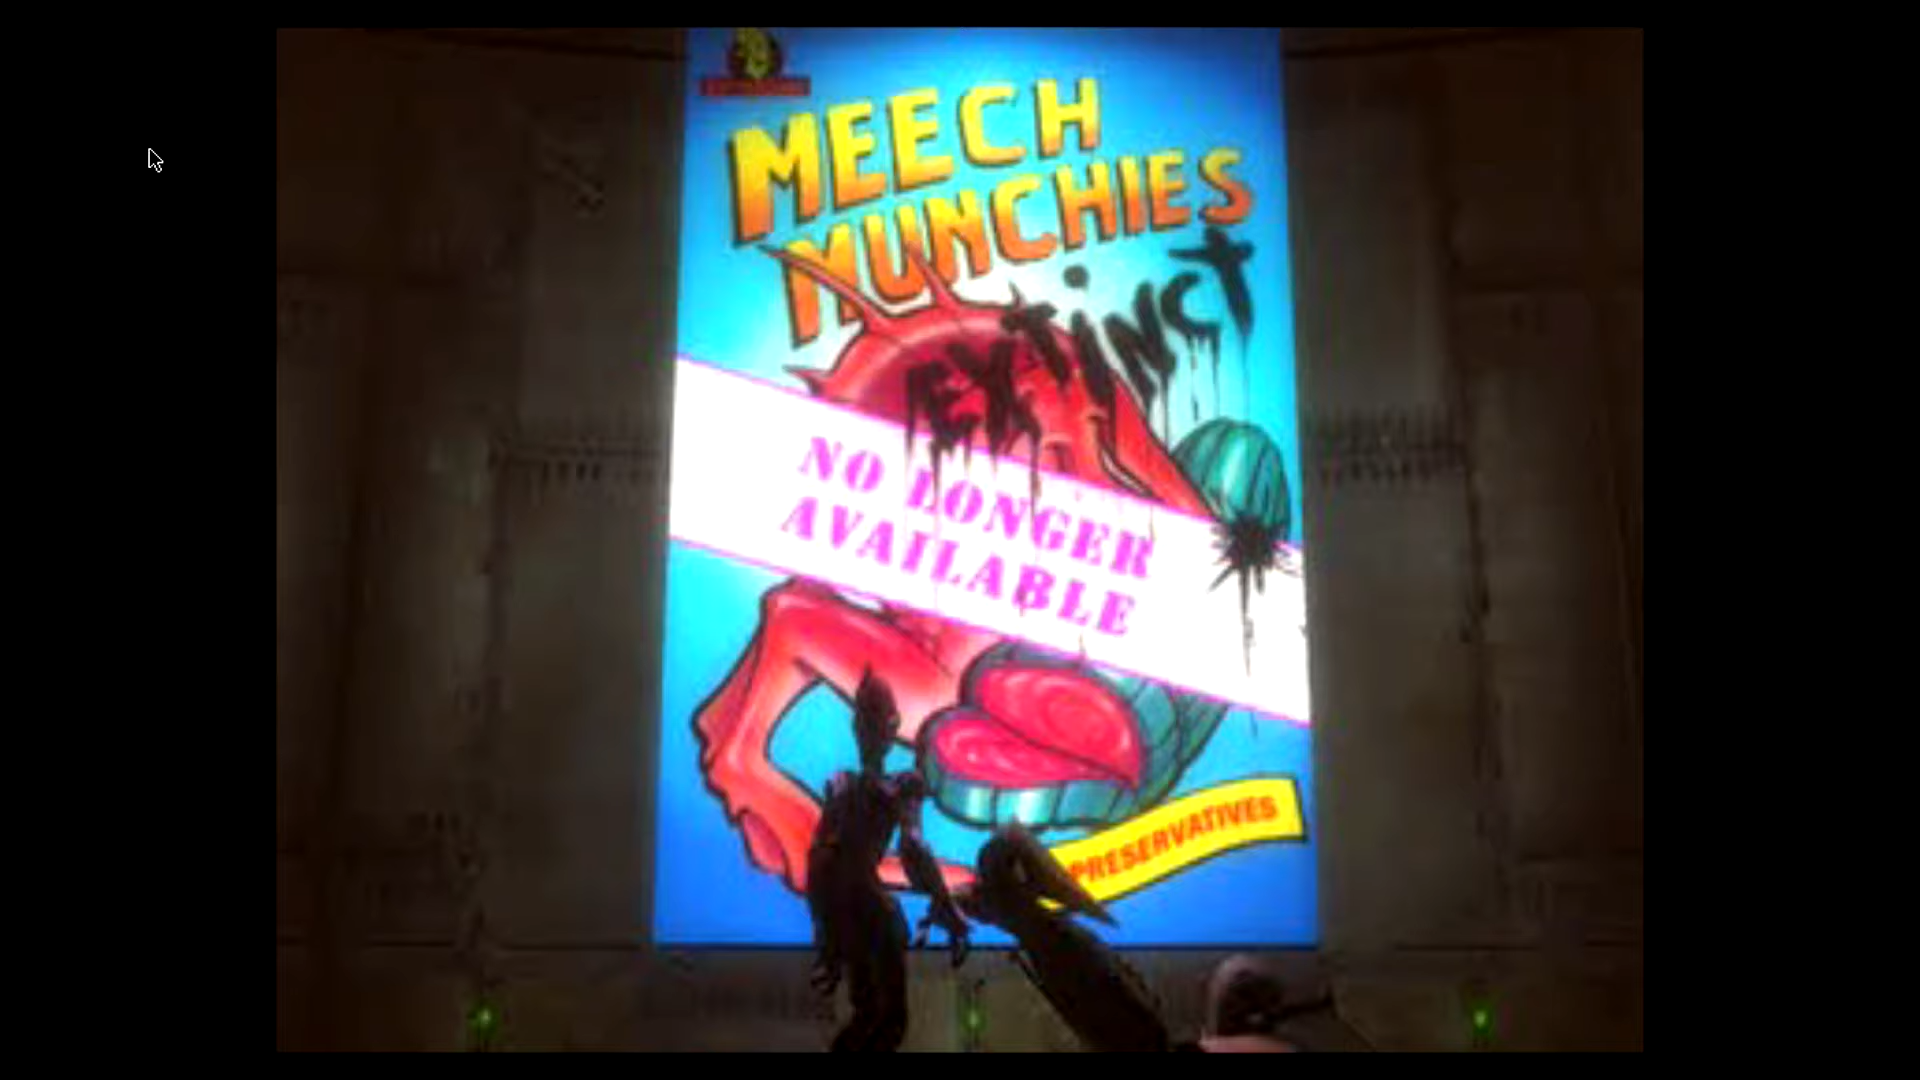 MEECH
MUNCHIES
EXTiNCT
NO LONGER
AVAILABLE
PRESERVATIVES